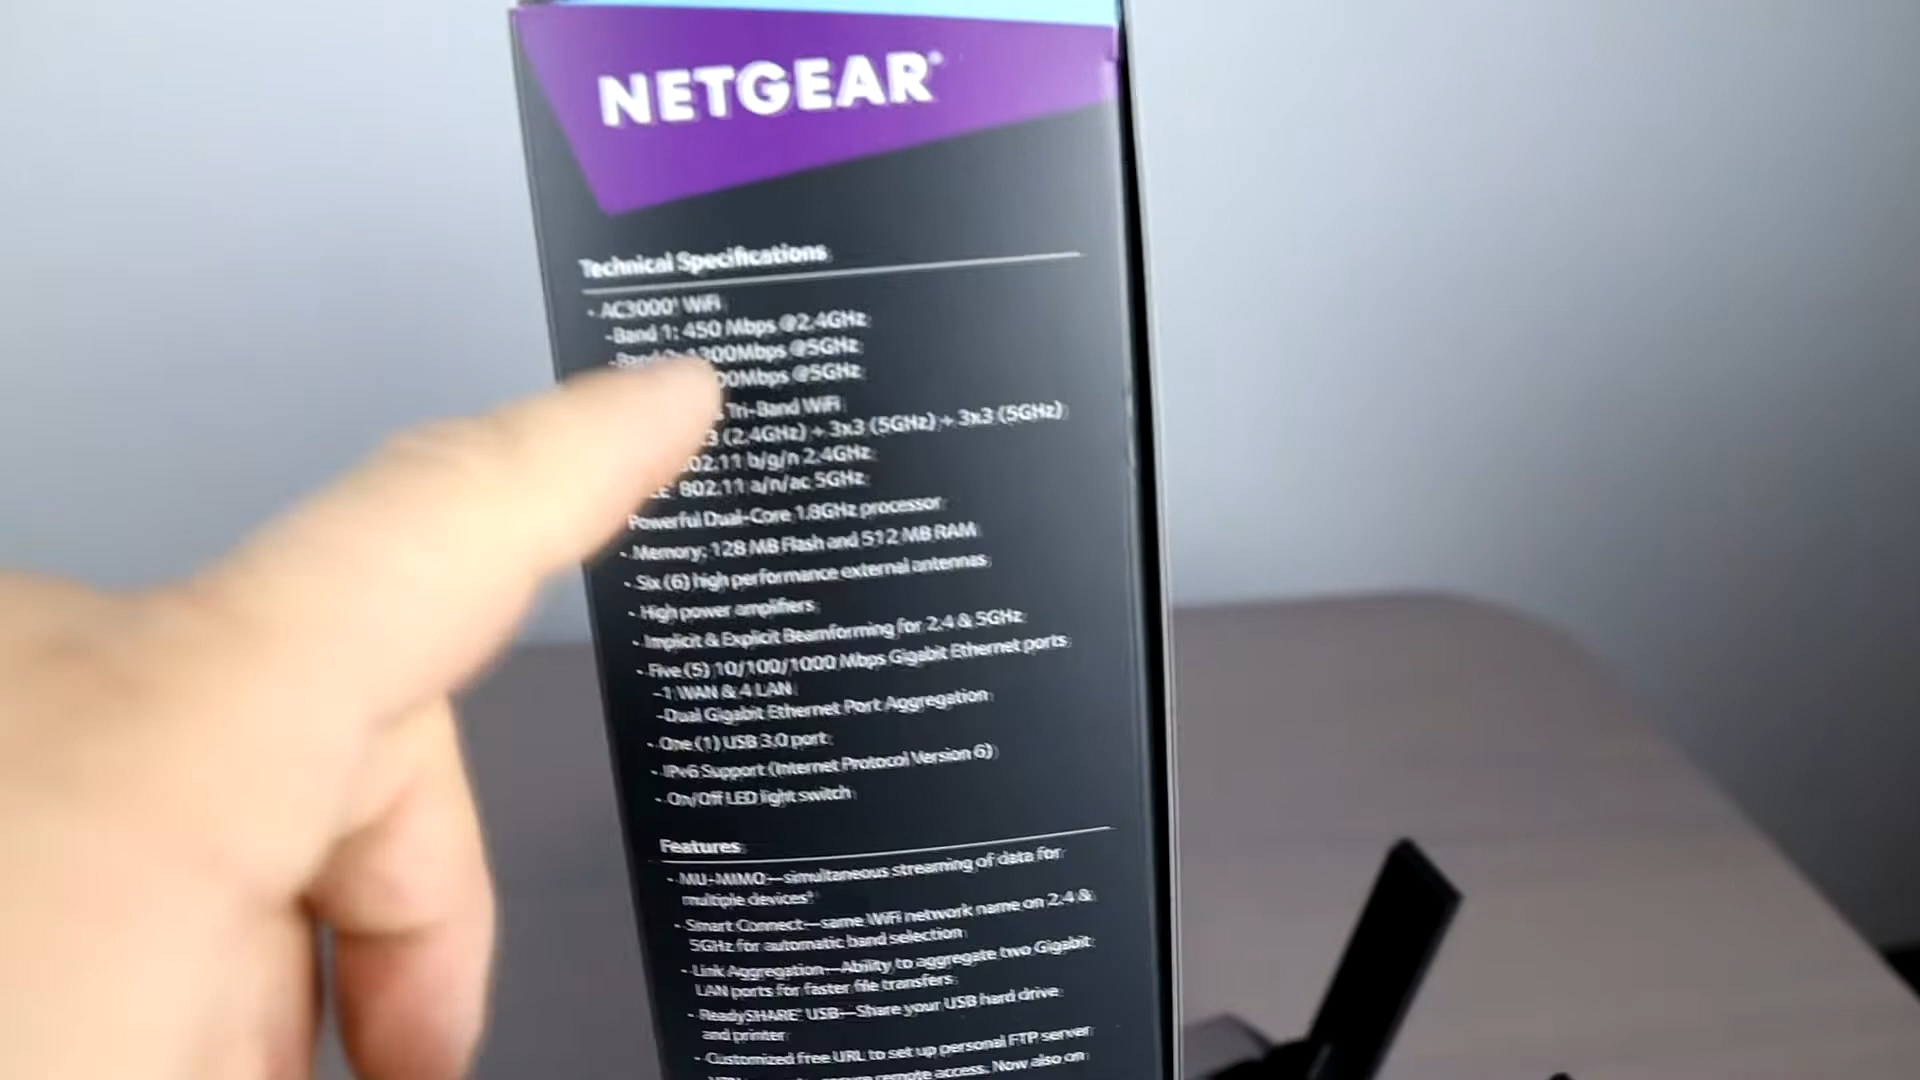 NETGEAR®
Technical Specifications
• AC3000† WiFi
–Band 1: 450 Mbps @2.4GHz
–Band 1300Mbps @5GHz
@5GHz
Tri-Band WiFi
(2.4GHz) + 3x3 (5GHz) + 3x3 (5GHz)
802.11 b/g/n 2.4GHz
802.11 a/n/ac 5GHz
Powerful Dual-Core 1.8GHz processor
• Memory: 128 MB Flash and 512 MB RAM
• Six (6) high performance external antennas
• High power amplifiers
• Implicit & Explicit Beamforming for 2.4 & 5GHz
• Five (5) 10/100/1000 Mbps Gigabit Ethernet ports
–1 WAN & 4 LAN
–Dual Gigabit Ethernet Port Aggregation
• One (1) USB 3.0 port
• IPv6 Support (Internet Protocol Version 6)
• On/Off LED light switch
Features
• MU-MIMO—simultaneous streaming of data for
multiple devices‡
• Smart Connect—same WiFi network name on 2.4 &
5GHz for automatic band selection
• Link Aggregation—Ability to aggregate two Gigabit
LAN ports for faster file transfers
• ReadySHARE® USB—Share your USB hard drive
and printer
• Customized free URL to set up personal FTP server
remote access. Now also on